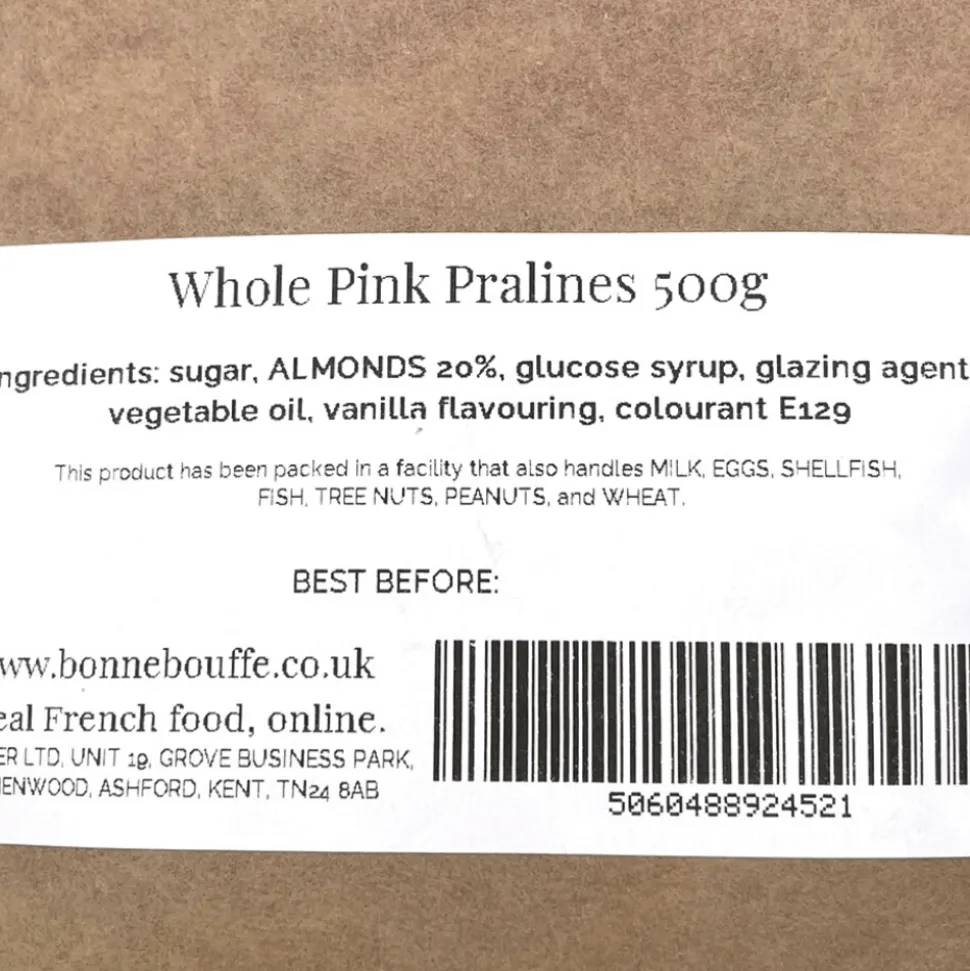 Whole Pink Pralines 500g
ngredients: sugar, ALMONDS 20%, glucose syrup, glazing agent
vegetable oil, vanilla flavouring, colourant E129
This product has been packed in a facility that also handles MILK, EGGS, SHELLFISH,
FISH, TREE NUTS, PEANUTS, and WHEAT.
BEST BEFORE:
ww.bonnebouffe.co.uk
eal French food, online.
ER LTD, UNIT 19, GROVE BUSINESS PARK,
ENWOOD, ASHFORD, KENT, TN24 8AB
5060488924521